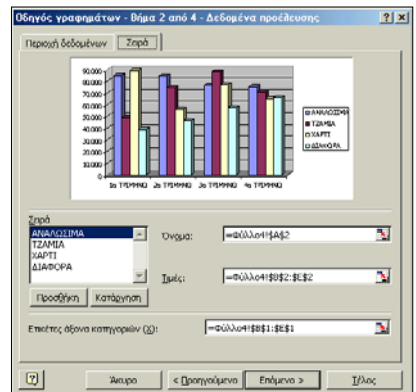 Οδηγός γραφημάτων - Βήμα 2 από 4 - Δεδομένα προέλευσης
Περιοχή δεδομένων Σειρά
90.000
80.000
70.000
60.000
50.000
40.000
30.000
20.000
10.000
0
1ο ΤΡΙΜΗΝΟ 2ο ΤΡΙΜΗΝΟ 3ο ΤΡΙΜΗΝΟ 4ο ΤΡΙΜΗΝΟ
ΑΝΑΛΩΣΙΜΑ
ΤΖΑΜΙΑ
ΧΑΡΤΙ
ΔΙΑΦΟΡΑ
Σειρά
ΑΝΑΛΩΣΙΜΑ
ΤΖΑΜΙΑ
ΧΑΡΤΙ
ΔΙΑΦΟΡΑ
Όνομα: =Φύλλο4!$A$2
Τιμές: =Φύλλο4!$B$2:$E$2
Προσθήκη Κατάργηση
Ετικέτες άξονα κατηγοριών (Χ): =Φύλλο4!$B$1:$E$1
Άκυρο < Προηγούμενο Επόμενο > Τέλος